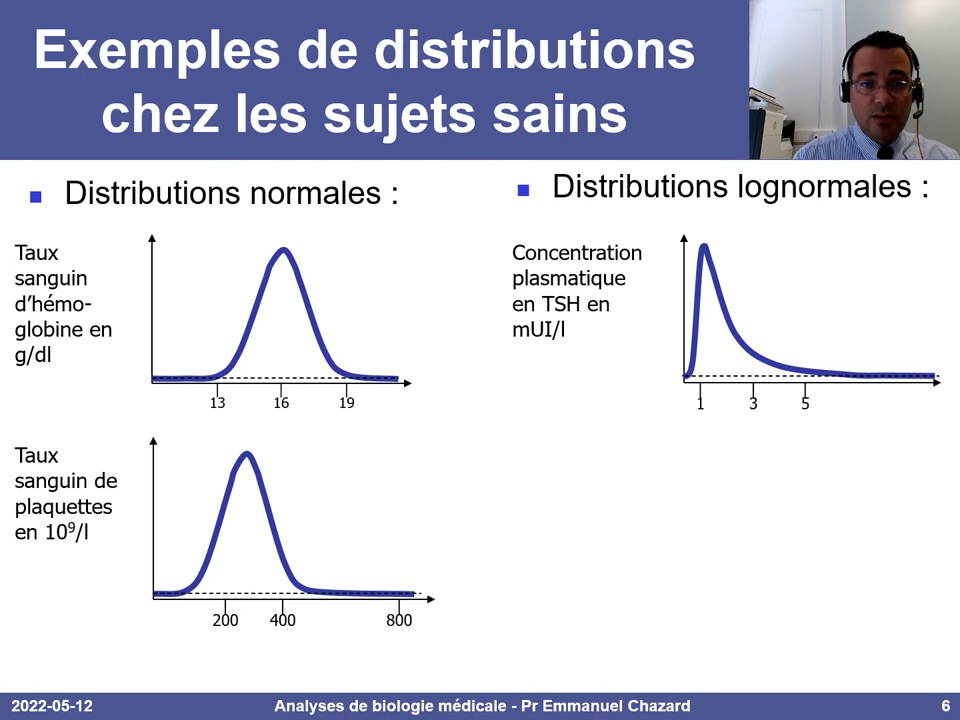 Exemples de distributions
chez les sujets sains
Distributions normales :
Taux
sanguin
d’hémo-
globine en
g/dl
13 16 19
Taux
sanguin de
plaquettes
en 10⁹/l
200 400 800
Distributions lognormales :
Concentration
plasmatique
en TSH en
mUI/l
1 3 5
2022-05-12 Analyses de biologie médicale - Pr Emmanuel Chazard 6